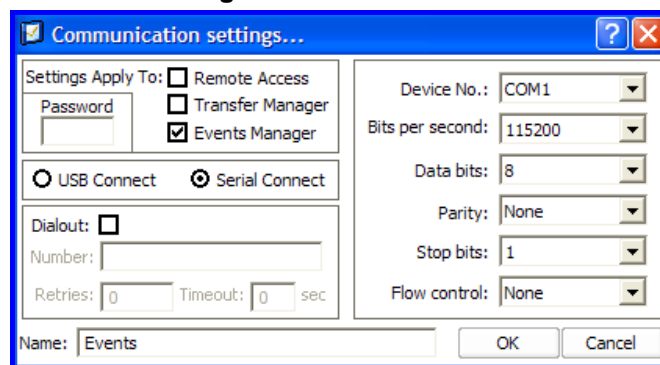 Communication settings...
Settings Apply To: Remote Access
Password
Transfer Manager
Events Manager
USB Connect Serial Connect
Dialout:
Number:
Retries: 0 Timeout: 0 sec
Device No.: COM1
Bits per second: 115200
Data bits: 8
Parity: None
Stop bits: 1
Flow control: None
Name: Events
OK Cancel